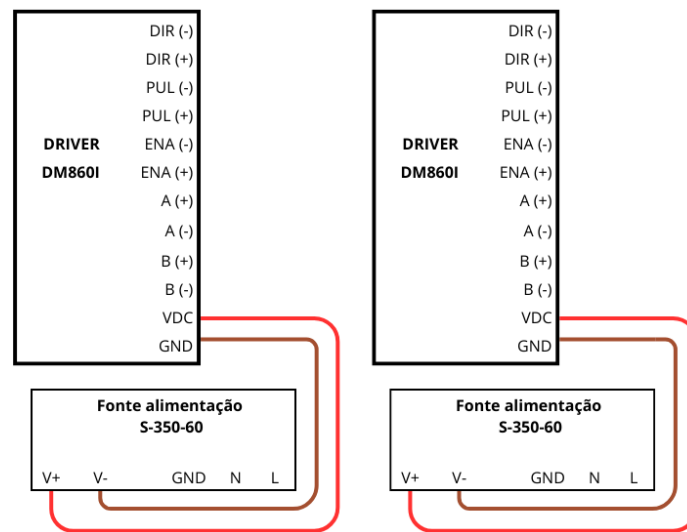 DIR (-)
DIR (+)
PUL (-)
PUL (+)
DRIVER
ENA (-)
DM860I
ENA (+)
A (+)
A (-)
B (+)
B (-)
VDC
GND
Fonte alimentação
S-350-60
V+ V- GND N L
DIR (-)
DIR (+)
PUL (-)
PUL (+)
DRIVER
ENA (-)
DM860I
ENA (+)
A (+)
A (-)
B (+)
B (-)
VDC
GND
Fonte alimentação
S-350-60
V+ V- GND N L